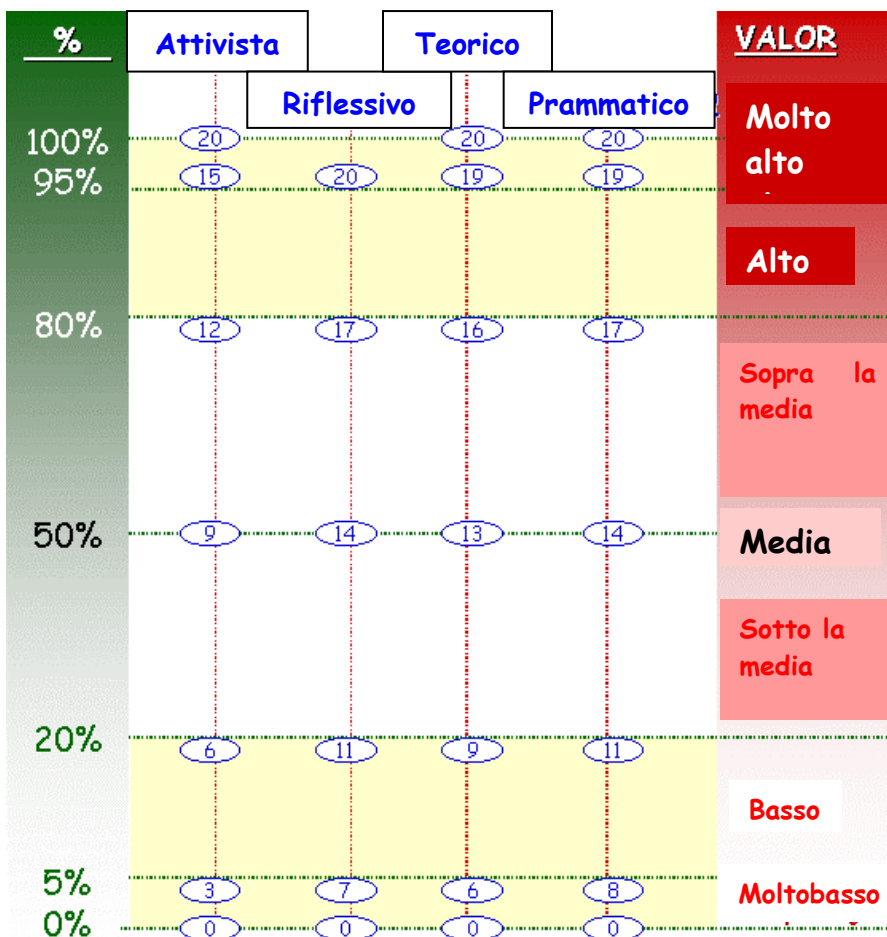 % Attivista Teorico VALOR
Riflessivo Prammatico
Molto
alto
100% 20 20 20
95% 15 20 19 19
Alto
80% 12 17 16 17
Sopra la
media
50% 9 14 13 14 Media
Sotto la
media
20% 6 11 9 11
Basso
5% 3 7 6 8 Moltobasso
0% 0 0 0 0